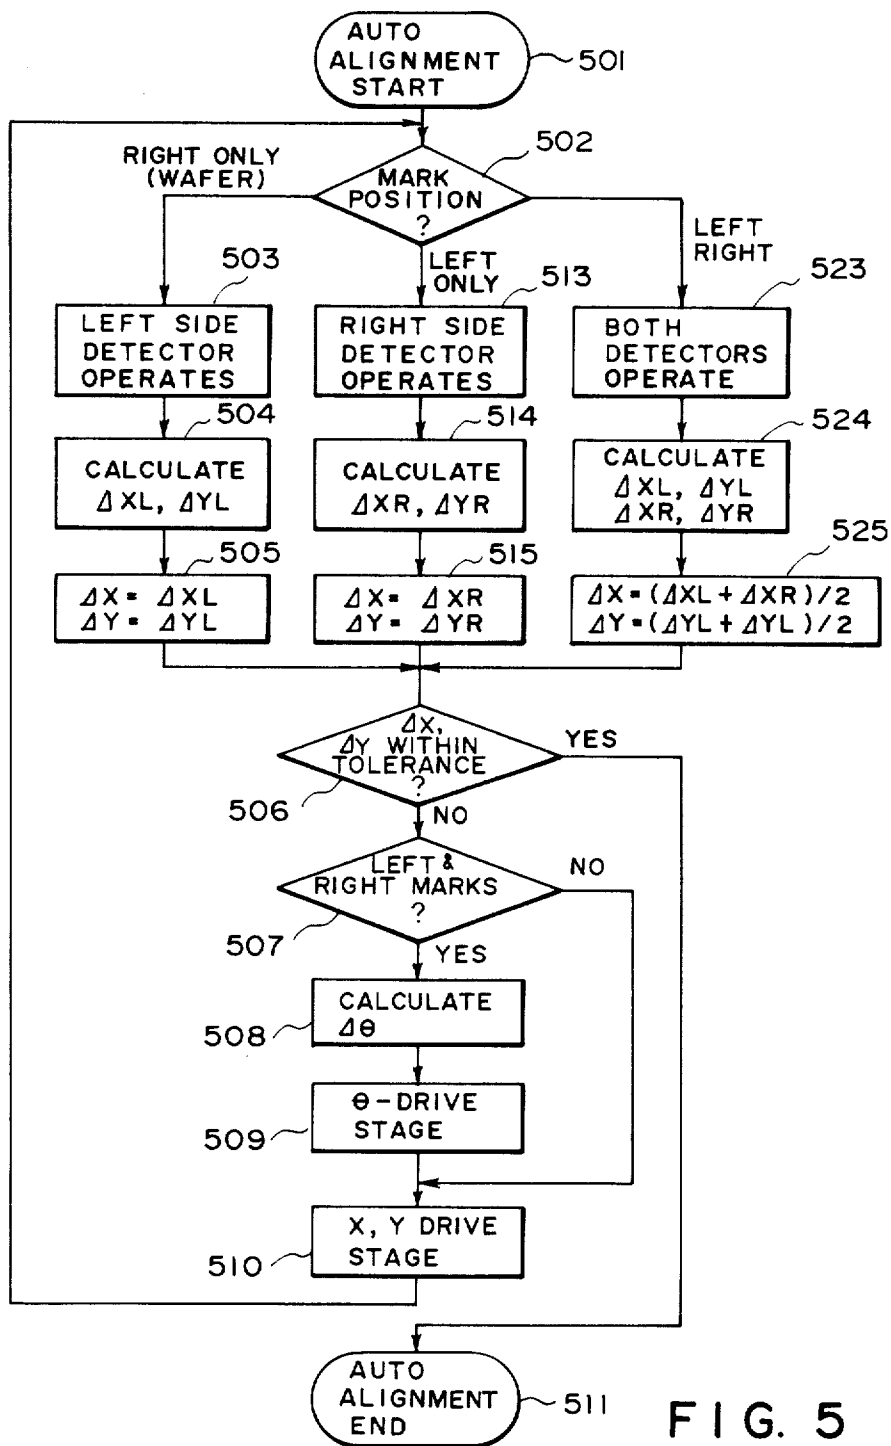 AUTO
ALIGNMENT
START
501
502
RIGHT ONLY
(WAFER)
MARK
POSITION
?
LEFT
ONLY
LEFT
RIGHT
503
LEFT SIDE
DETECTOR
OPERATES
513
RIGHT SIDE
DETECTOR
OPERATES
523
BOTH
DETECTORS
OPERATE
504
CALCULATE
ΔXL, ΔYL
514
CALCULATE
ΔXR, ΔYR
524
CALCULATE
ΔXL, ΔYL
ΔXR, ΔYR
505
ΔX = ΔXL
ΔY = ΔYL
515
ΔX = ΔXR
ΔY = ΔYR
525
ΔX = (ΔXL + ΔXR)/2
ΔY = (ΔYL + ΔYL)/2
ΔX,
ΔY WITHIN
TOLERANCE
?
YES
506
NO
LEFT &
RIGHT MARKS
?
NO
507
YES
CALCULATE
Δθ
508
θ-DRIVE
STAGE
509
X, Y DRIVE
STAGE
510
AUTO
ALIGNMENT
END
511
FIG. 5